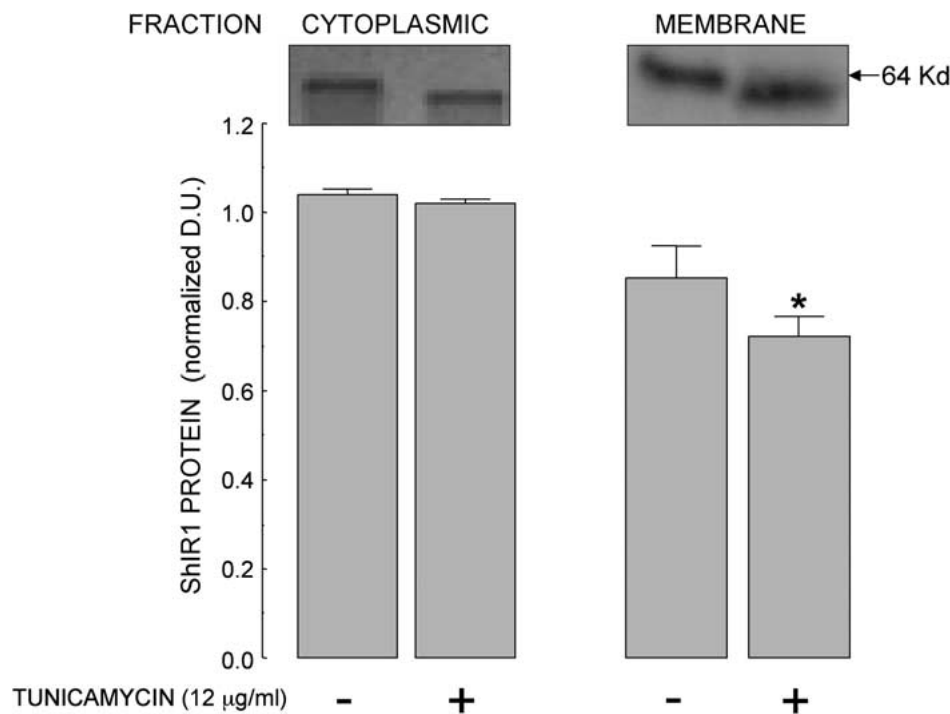 FRACTION CYTOPLASMIC MEMBRANE
64 Kd
1.2
1.0
0.8
0.6
0.4
0.2
0.0
ShIR1 PROTEIN (normalized D.U.)
*
TUNICAMYCIN (12 μg/ml) - + - +